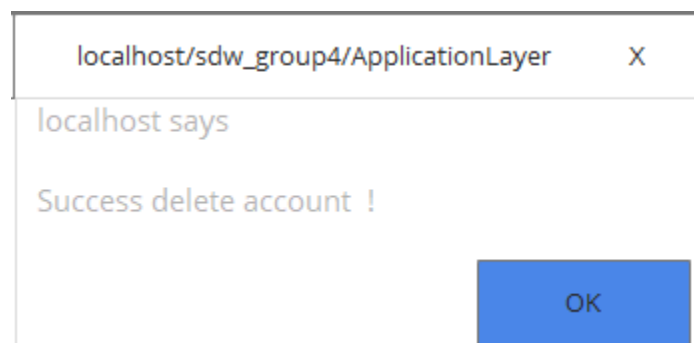 localhost/sdw_group4/ApplicationLayer X
localhost says
Success delete account !
OK